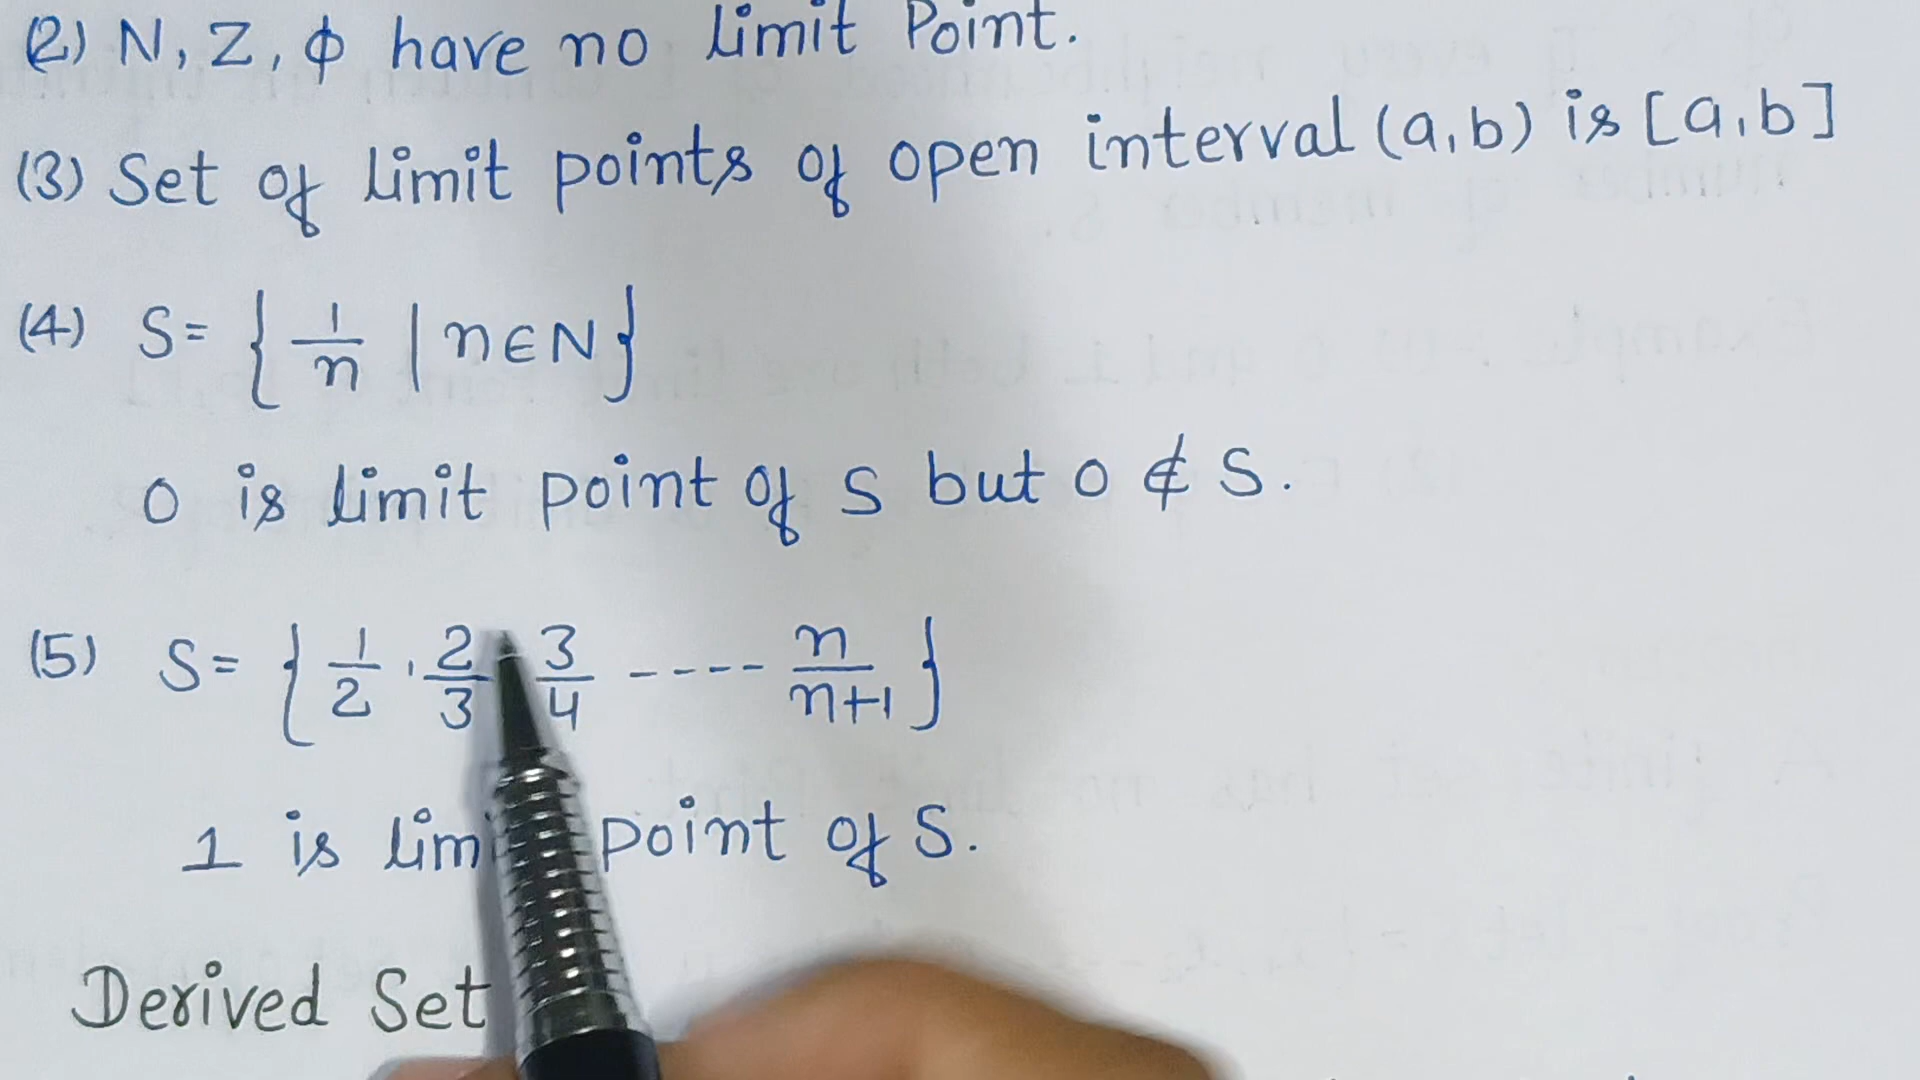 (2) N, Z, ϕ have no limit Point.
(3) Set of limit points of open interval (a,b) is [a,b]
(4) S = { 1/n | n∈N }
0 is limit point of S but 0 ∉ S.
(5) S = { 1/2, 2/3, 3/4 ---- n/n+1 }
1 is lim point of S.
Derived Set